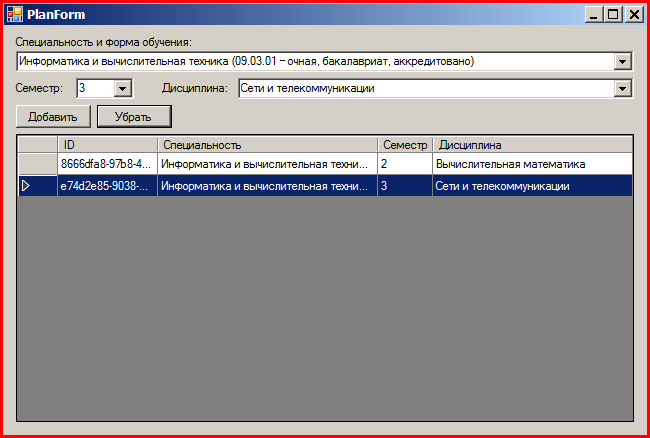 PlanForm
Специальность и форма обучения:
Информатика и вычислительная техника (09.03.01 – очная, бакалавриат, аккредитовано)
Семестр: 3 Дисциплина: Сети и телекоммуникации
Добавить Убрать
ID Специальность Семестр Дисциплина
8666dfa8-97b8-4... Информатика и вычислительная техни... 2 Вычислительная математика
e74d2e85-9038-... Информатика и вычислительная техни... 3 Сети и телекоммуникации